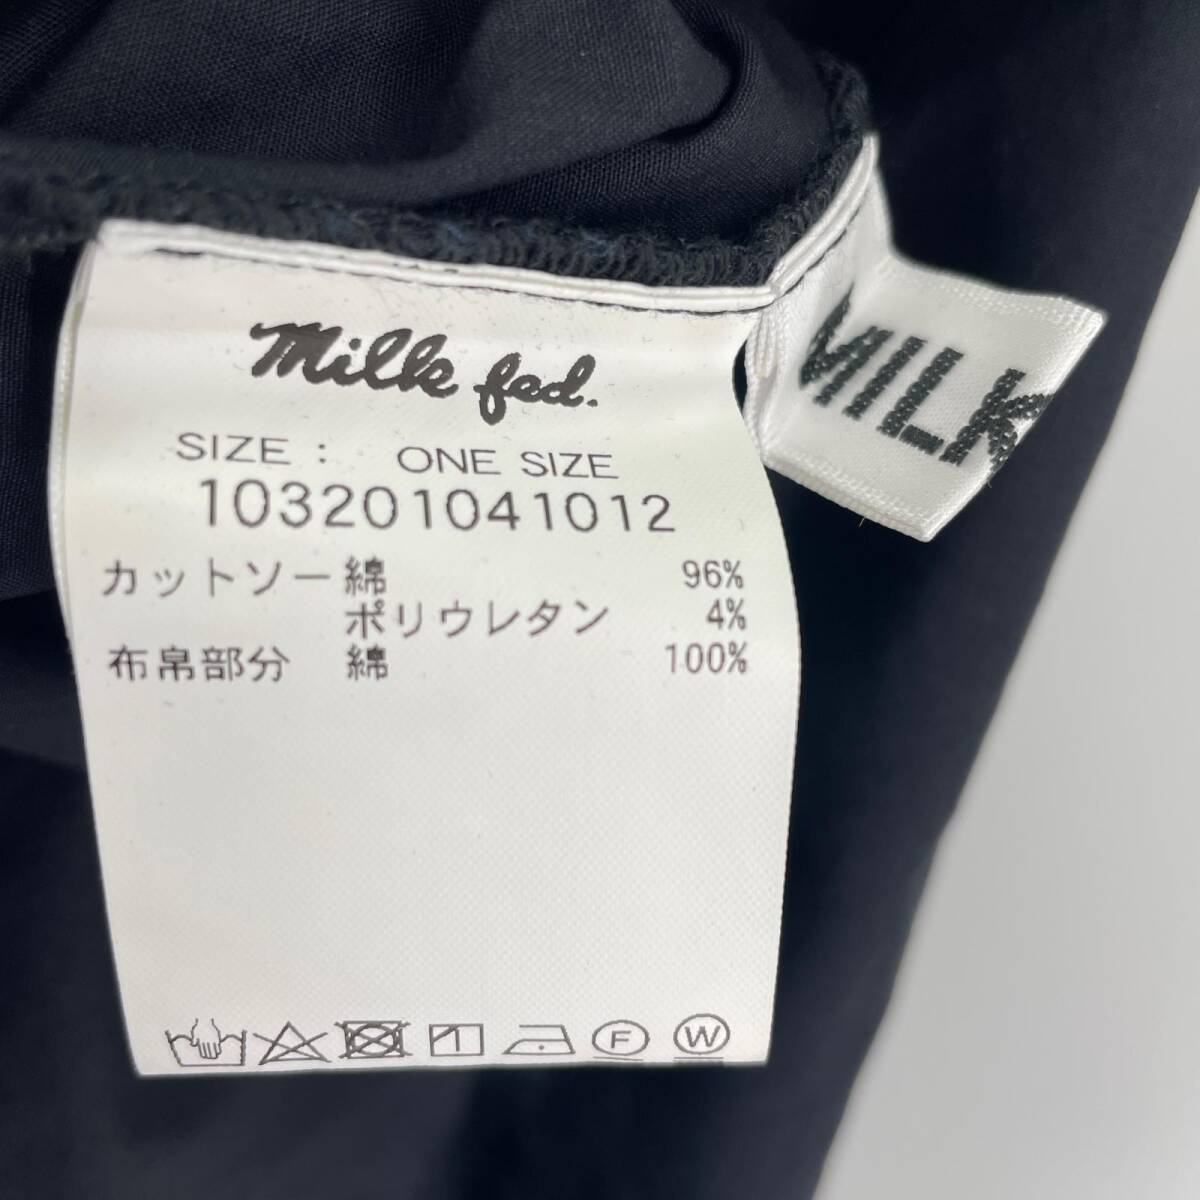 Milk fed.
SIZE : ONE SIZE
103201041012
カットソー 綿 96%
ポリウレタン 4%
布帛部分 綿 100%
F W
MILK